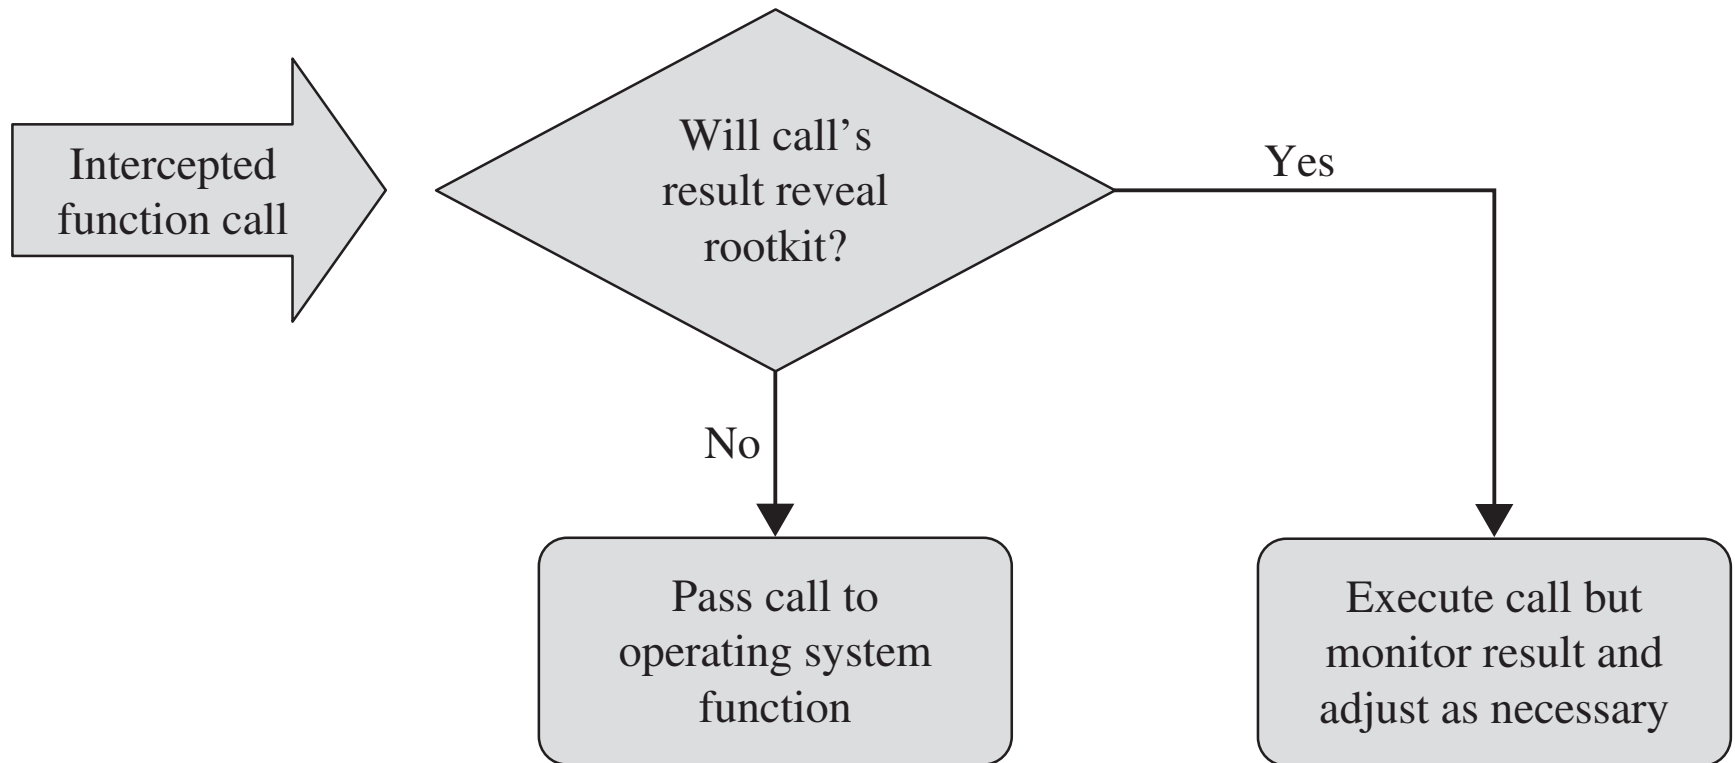 Intercepted
function call
Will call’s
result reveal
rootkit?
Yes
No
Pass call to
operating system
function
Execute call but
monitor result and
adjust as necessary